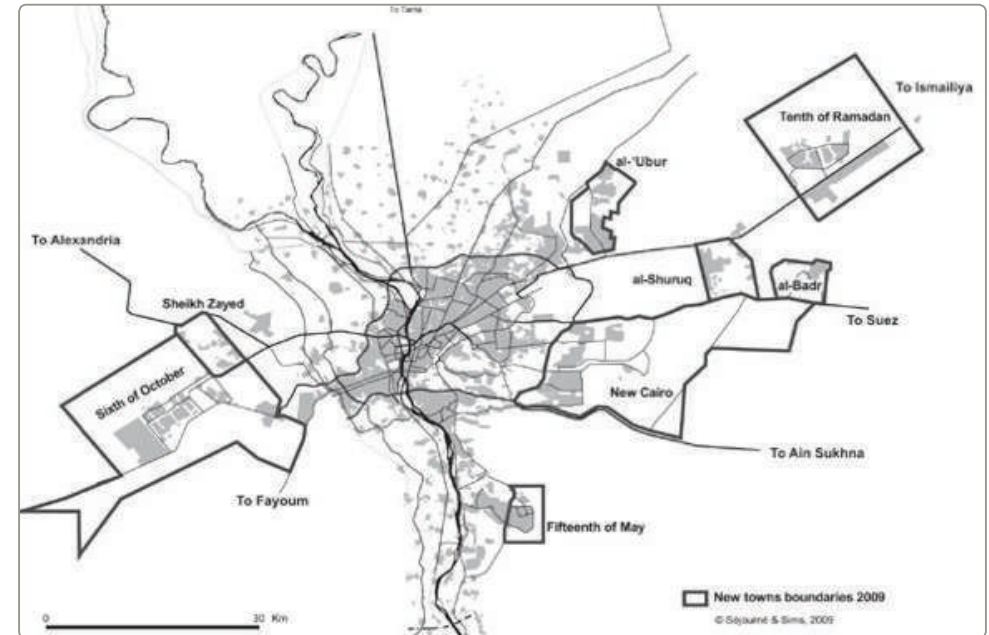 To Tanta
To Ismailiya
Tenth of Ramadan
al-'Ubur
To Alexandria
al-Shuruq
al-Badr
Sheikh Zayed
To Suez
Sixth of October
New Cairo
To Ain Sukhna
To Fayoum
Fifteenth of May
New towns boundaries 2009
0 30 Km
© Séjourné & Sims, 2009